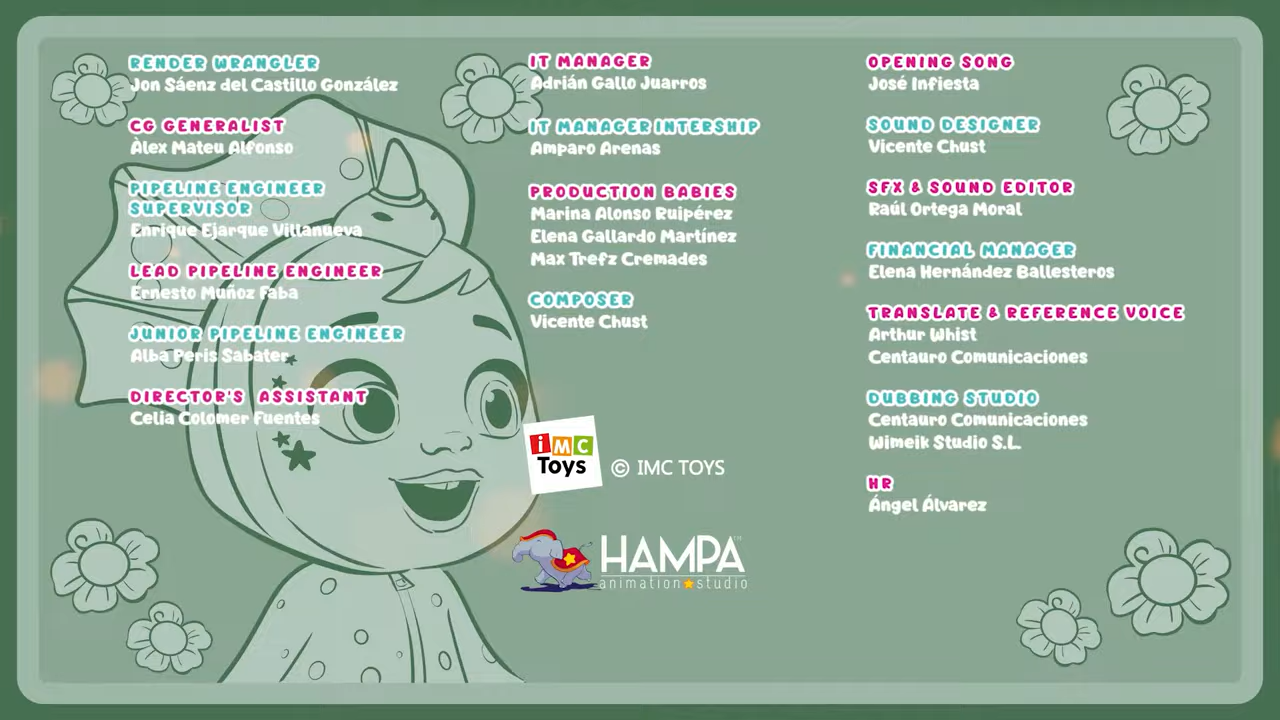 RENDER WRANGLER
Jon Sáenz del Castillo González
CG GENERALIST
Àlex Mateu Alfonso
PIPELINE ENGINEER
SUPERVISOR
Enrique Ejarque Villanueva
LEAD PIPELINE ENGINEER
Ernesto Muñoz Faba
JUNIOR PIPELINE ENGINEER
Alba Peris Sabater
DIRECTOR'S ASSISTANT
Celia Colomer Fuentes
IT MANAGER
Adrián Gallo Juarros
IT MANAGER INTERSHIP
Amparo Arenas
PRODUCTION BABIES
Marina Alonso Ruipérez
Elena Gallardo Martínez
Max Trefz Cremades
COMPOSER
Vicente Chust
iMC
Toys
© IMC TOYS
HAMPA™
animation studio
OPENING SONG
José Infiesta
SOUND DESIGNER
Vicente Chust
SFX & SOUND EDITOR
Raúl Ortega Moral
FINANCIAL MANAGER
Elena Hernández Ballesteros
TRANSLATE & REFERENCE VOICE
Arthur Whist
Centauro Comunicaciones
DUBBING STUDIO
Centauro Comunicaciones
Wimeik Studio S.L.
HR
Ángel Álvarez